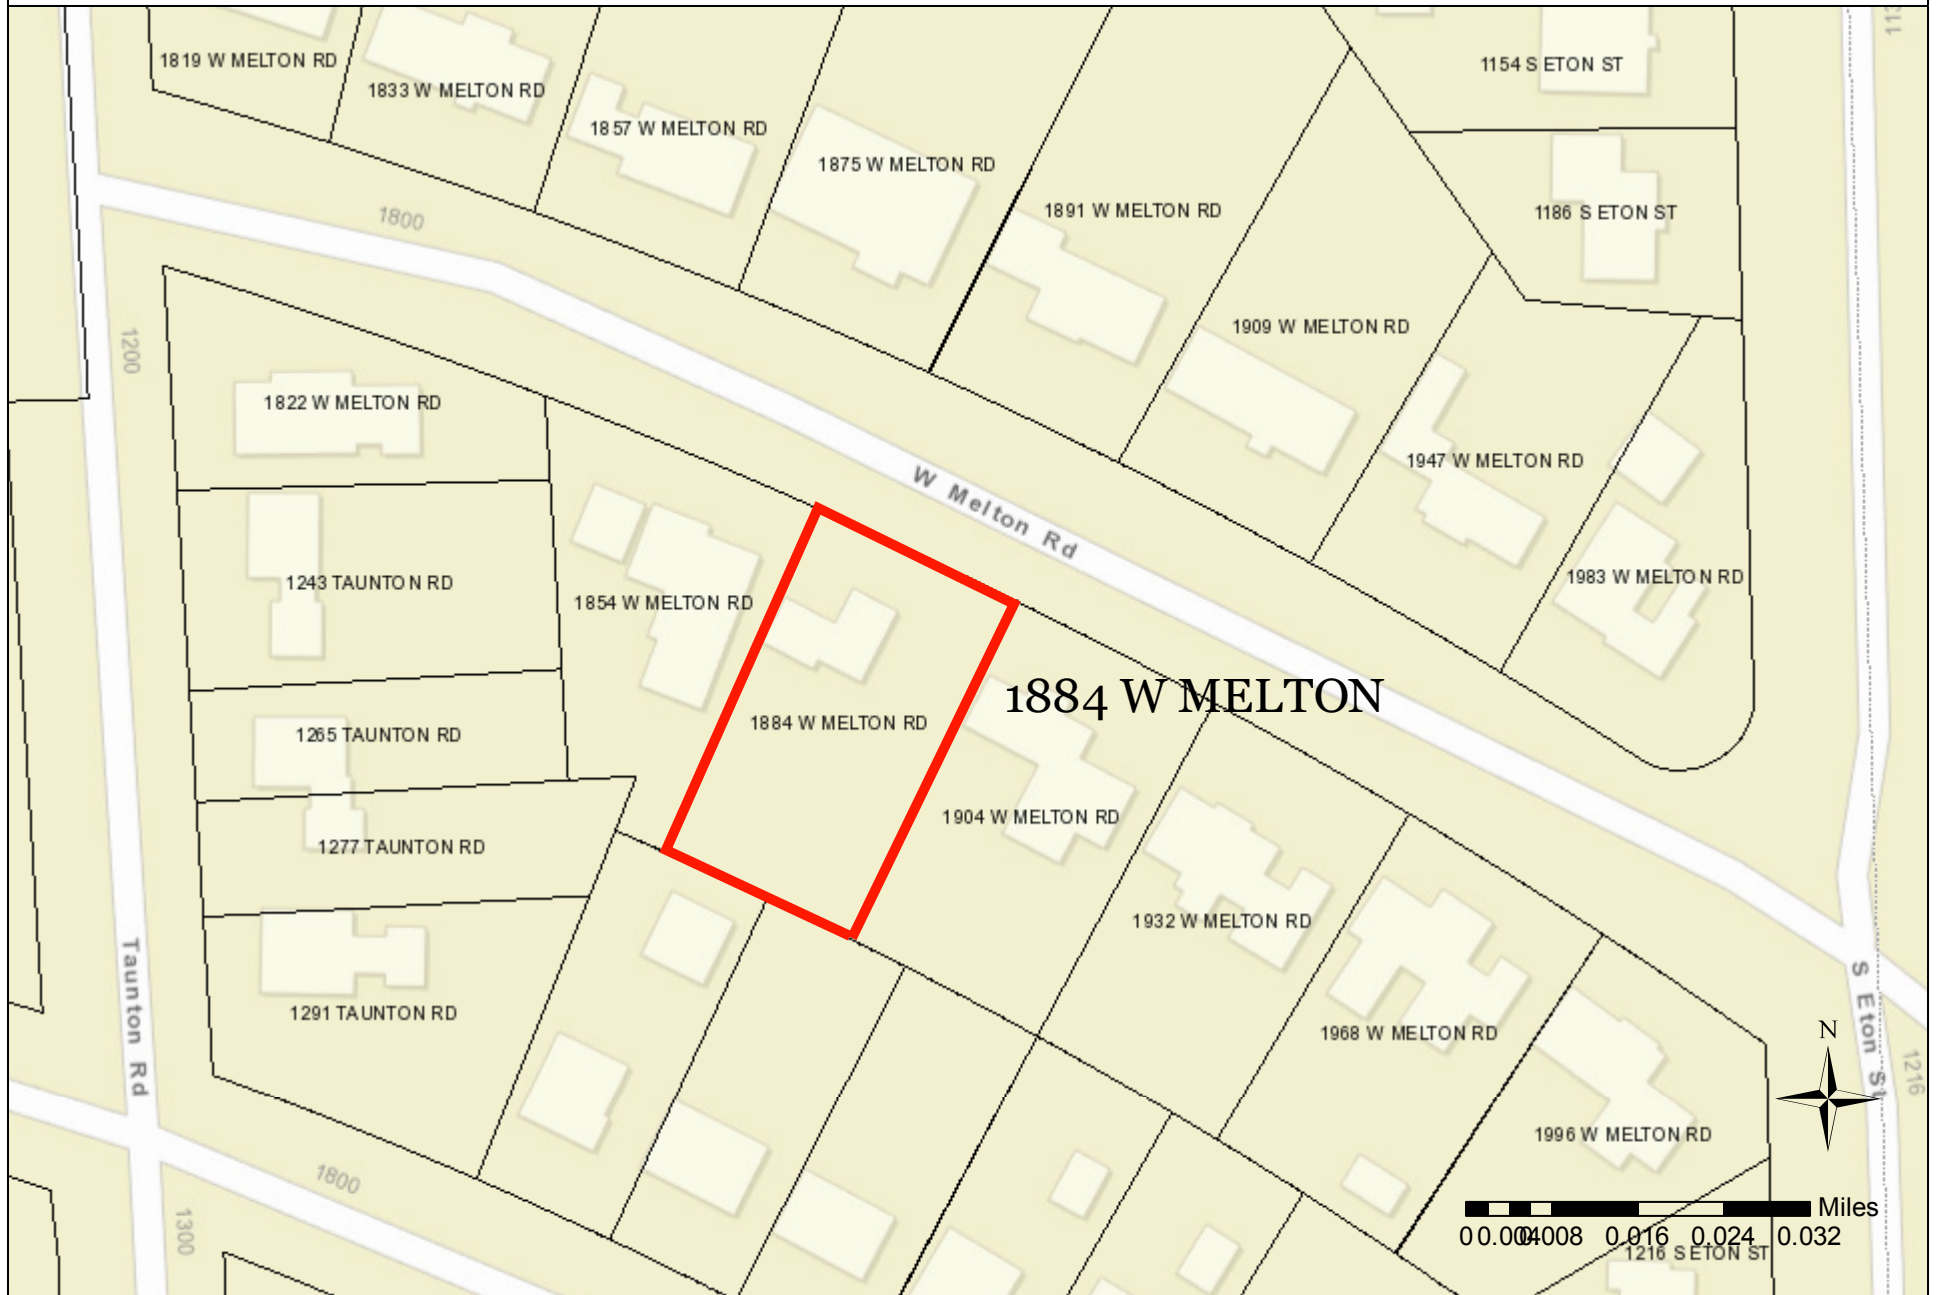 1819 W MELTON RD
1833 W MELTON RD
1857 W MELTON RD
1875 W MELTON RD
1891 W MELTON RD
1154 S ETON ST
1186 S ETON ST
1800
1200
1822 W MELTON RD
1909 W MELTON RD
1947 W MELTON RD
1983 W MELTON RD
W Melton Rd
1243 TAUNTON RD
1854 W MELTON RD
1884 W MELTON
1884 W MELTON RD
1265 TAUNTON RD
1904 W MELTON RD
1277 TAUNTON RD
1932 W MELTON RD
1291 TAUNTON RD
Taunton Rd
1968 W MELTON RD
S Eton St
1216
N
1996 W MELTON RD
1800
1300
Miles
0 0.004 008 0.016 0.024 0.032
1216 S ETON ST